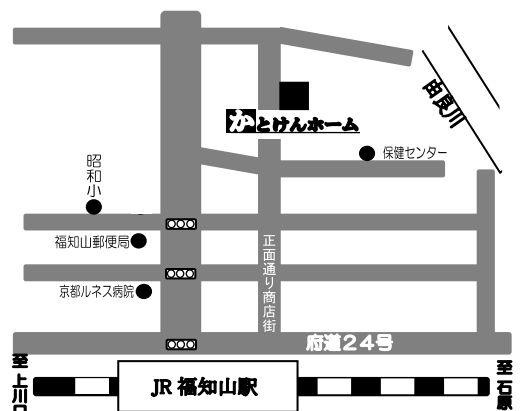 由良川
かとけんホーム
保健センター
昭和小
福知山郵便局
正面通り商店街
京都ルネス病院
府道24号
至上川口
JR 福知山駅
至石原